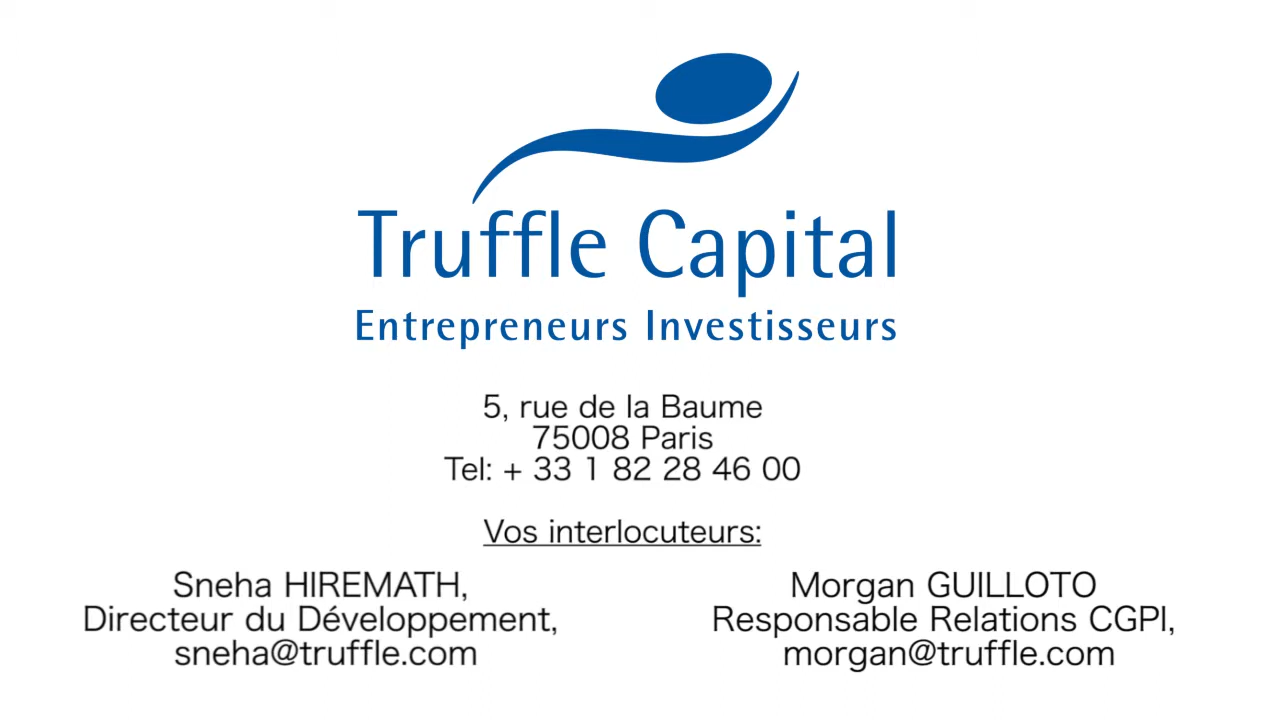 Truffle Capital
Entrepreneurs Investisseurs
5, rue de la Baume
75008 Paris
Tel: + 33 1 82 28 46 00
Vos interlocuteurs:
Sneha HIREMATH,
Directeur du Développement,
sneha@truffle.com
Morgan GUILLOTO
Responsable Relations CGPI,
morgan@truffle.com